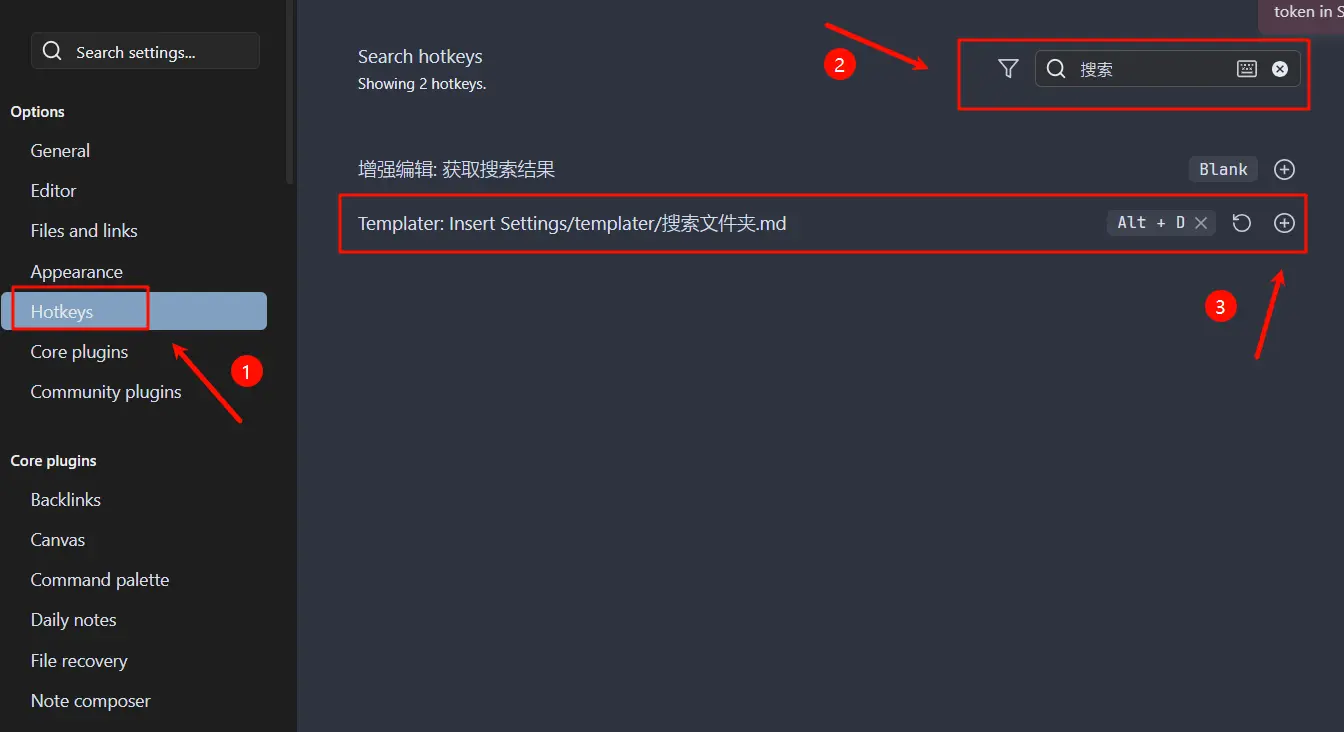 token in S
Search settings...
Options
General
Editor
Files and links
Appearance
Hotkeys
Core plugins
Community plugins
1
Core plugins
Backlinks
Canvas
Command palette
Daily notes
File recovery
Note composer
Search hotkeys
Showing 2 hotkeys.
2
搜索
增强编辑: 获取搜索结果 Blank
Templater: Insert Settings/templater/搜索文件夹.md Alt + D
3